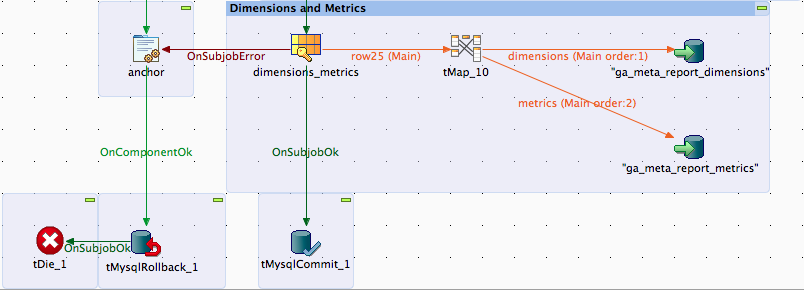 Dimensions and Metrics
OnSubjobError
row25 (Main)
dimensions (Main order:1)
anchor
dimensions_metrics
tMap_10
"ga_meta_report_dimensions"
metrics (Main order:2)
OnComponentOk
OnSubjobOk
"ga_meta_report_metrics"
OnSubjobOk
tDie_1
tMysqlRollback_1
tMysqlCommit_1